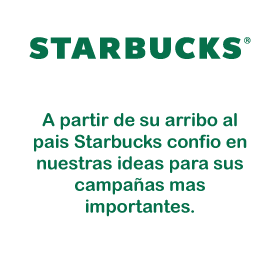 STARBUCKS®
A partir de su arribo al
pais Starbucks confio en
nuestras ideas para sus
campañas mas
importantes.